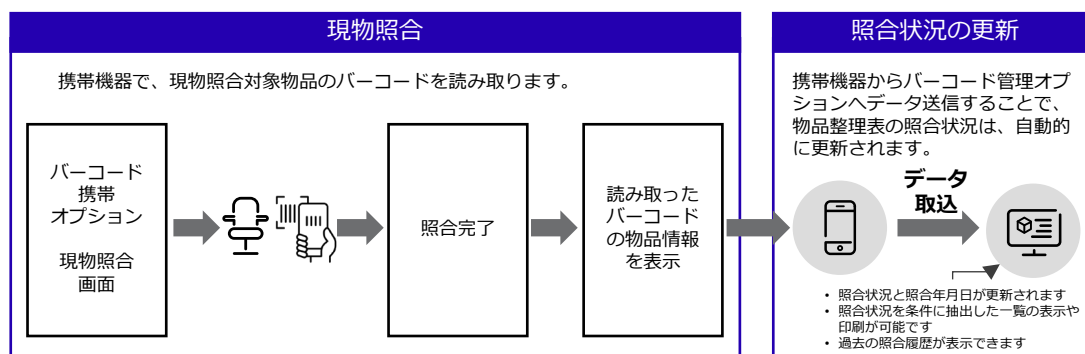 現物照合
携帯機器で、現物照合対象物品のバーコードを読み取ります。
バーコード
携帯
オプション
現物照合
画面
照合完了
読み取った
バーコード
の物品情報
を表示
照合状況の更新
携帯機器からバーコード管理オプ
ションへデータ送信することで、
物品整理表の照合状況は、自動的
に更新されます。
データ
取込
• 照合状況と照合年月日が更新されます
• 照合状況を条件に抽出した一覧の表示や
印刷が可能です
• 過去の照合履歴が表示できます